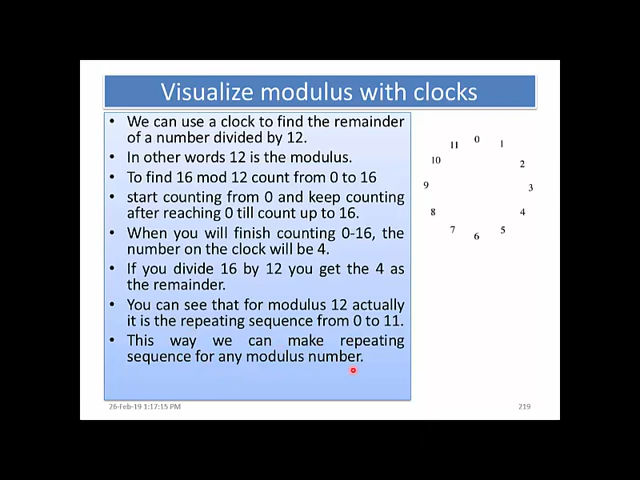 Visualize modulus with clocks
• We can use a clock to find the remainder
of a number divided by 12.
• In other words 12 is the modulus.
• To find 16 mod 12 count from 0 to 16
• start counting from 0 and keep counting
after reaching 0 till count up to 16.
• When you will finish counting 0-16, the
number on the clock will be 4.
• If you divide 16 by 12 you get the 4 as
the remainder.
• You can see that for modulus 12 actually
it is the repeating sequence from 0 to 11.
• This way we can make repeating
sequence for any modulus number.
0
1
2
3
4
5
6
7
8
9
10
11
26-Feb-19 1:17:15 PM
219